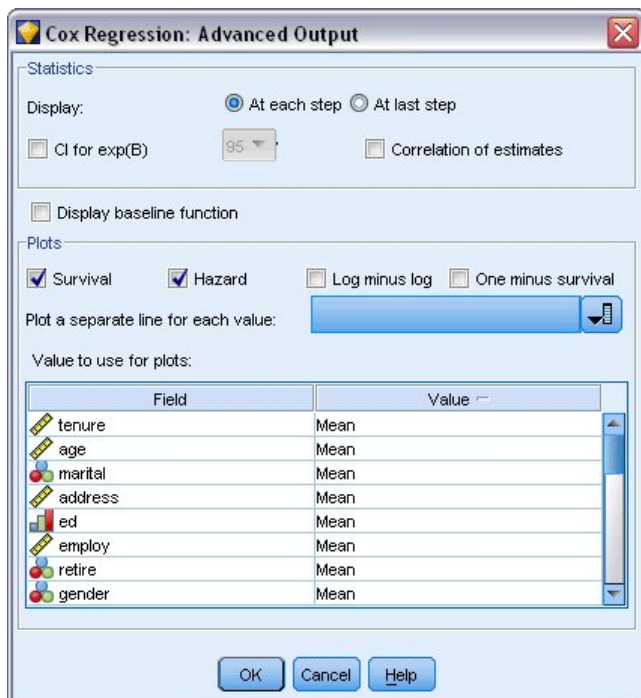 Cox Regression: Advanced Output
Statistics
Display: At each step At last step
CI for exp(B) 95 Correlation of estimates
Display baseline function
Plots
Survival Hazard Log minus log One minus survival
Plot a separate line for each value:
Value to use for plots:
Field Value
tenure Mean
age Mean
marital Mean
address Mean
ed Mean
employ Mean
retire Mean
gender Mean
OK Cancel Help